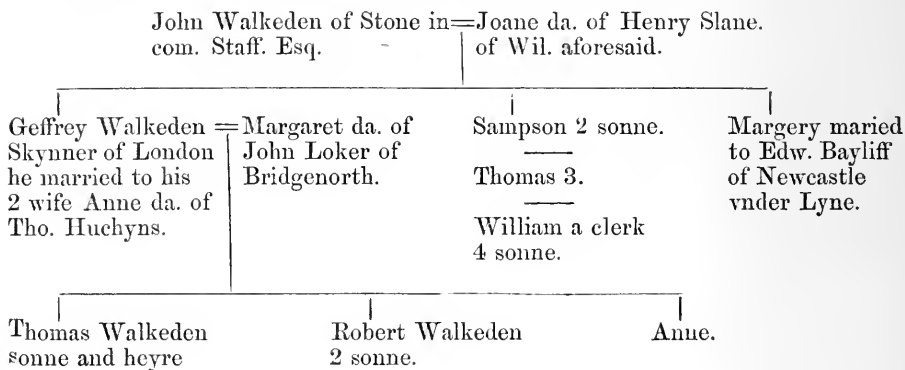 John Walkeden of Stone in=Joane da. of Henry Slane.
com. Staff. Esq. of Wil. aforesaid.
Geffrey Walkeden = Margaret da. of
Skynner of London John Loker of
he married to his Bridgenorth.
2 wife Anne da. of
Tho. Huchyns.
Sampson 2 sonne.
Thomas 3.
William a clerk
4 sonne.
Margery maried
to Edw. Bayliff
of Newcastle
vnder Lyne.
Thomas Walkeden
sonne and heyre
Robert Walkeden
2 sonne.
Anne.